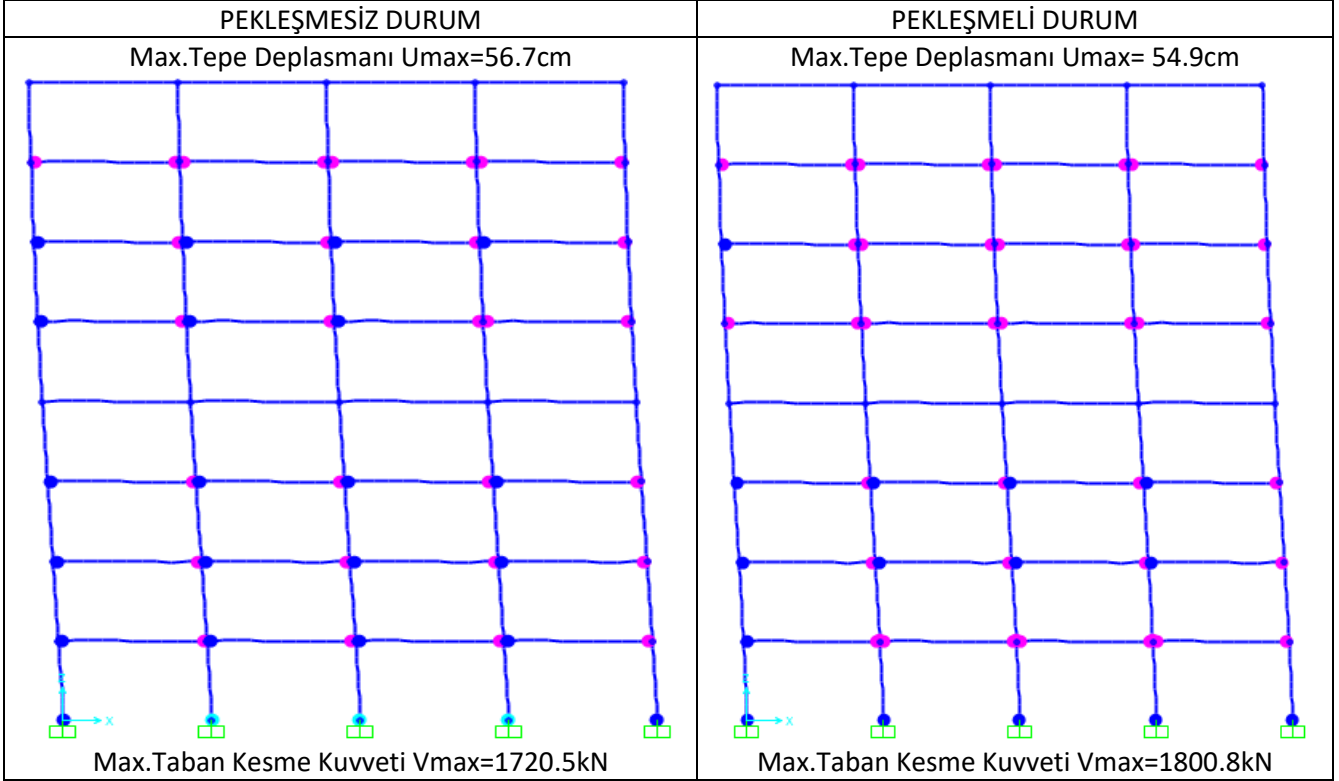 PEKLEŞMESİZ DURUM
PEKLEŞMELİ DURUM
Max.Tepe Deplasmanı Umax=56.7cm
Max.Tepe Deplasmanı Umax= 54.9cm
Z
X
X
Max.Taban Kesme Kuvveti Vmax=1720.5kN
Max.Taban Kesme Kuvveti Vmax=1800.8kN